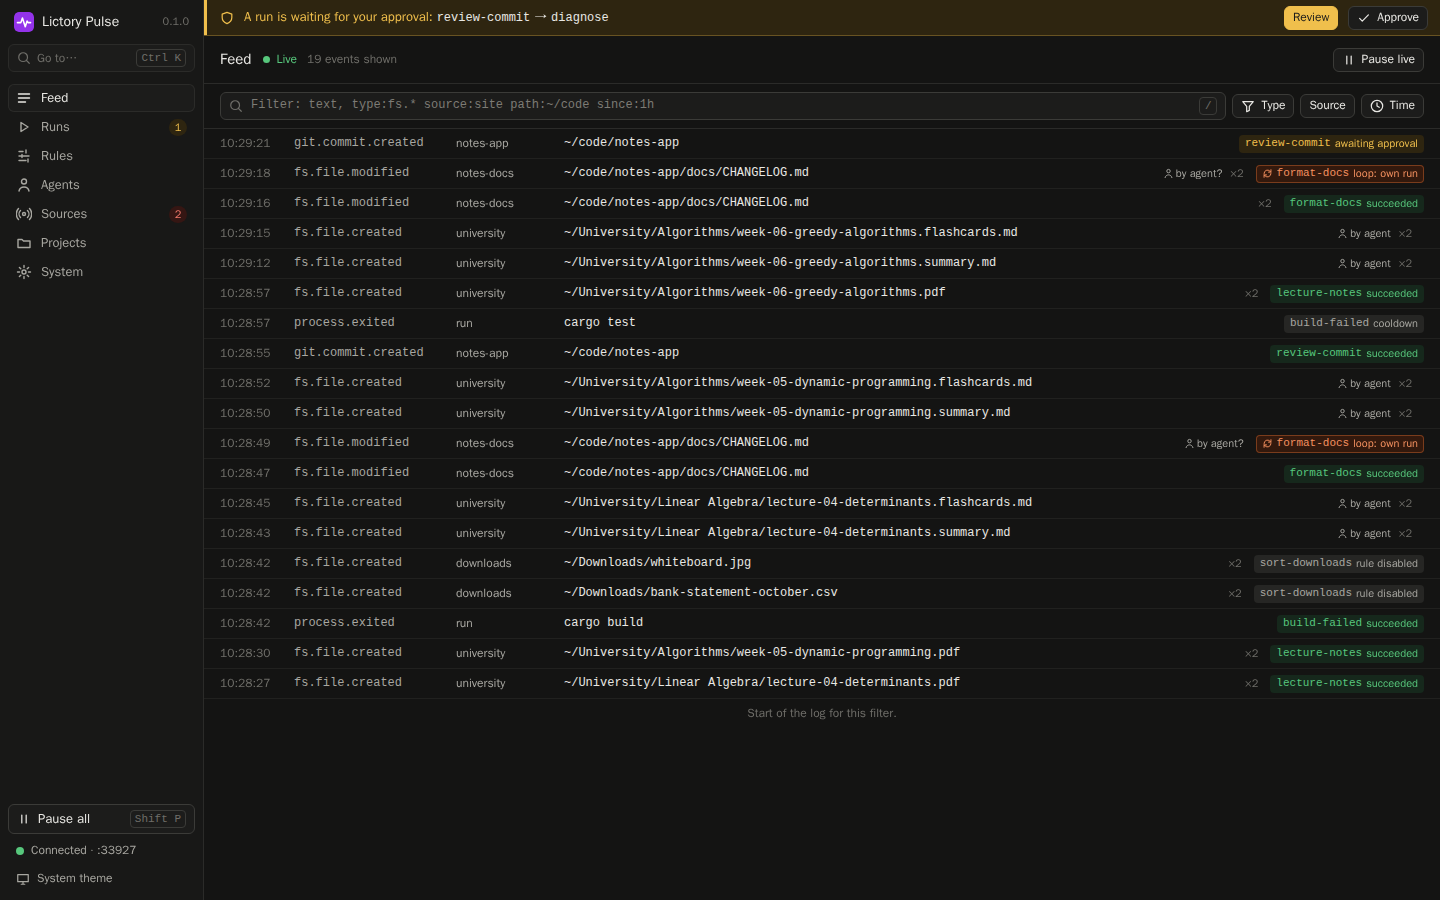 Lictory Pulse 0.1.0
Go to··· Ctrl K
Feed
Runs 1
Rules
Agents
Sources 2
Projects
System
Pause all Shift P
Connected · :33927
System theme
A run is waiting for your approval: review-commit → diagnose Review Approve
Feed Live 19 events shown Pause live
Filter: text, type:fs.* source:site path:~/code since:1h / Type Source Time
10:29:21 git.commit.created notes-app ~/code/notes-app review-commit awaiting approval
10:29:18 fs.file.modified notes-docs ~/code/notes-app/docs/CHANGELOG.md by agent? ×2 format-docs loop: own run
10:29:16 fs.file.modified notes-docs ~/code/notes-app/docs/CHANGELOG.md ×2 format-docs succeeded
10:29:15 fs.file.created university ~/University/Algorithms/week-06-greedy-algorithms.flashcards.md by agent ×2
10:29:12 fs.file.created university ~/University/Algorithms/week-06-greedy-algorithms.summary.md by agent ×2
10:28:57 fs.file.created university ~/University/Algorithms/week-06-greedy-algorithms.pdf ×2 lecture-notes succeeded
10:28:57 process.exited run cargo test build-failed cooldown
10:28:55 git.commit.created notes-app ~/code/notes-app review-commit succeeded
10:28:52 fs.file.created university ~/University/Algorithms/week-05-dynamic-programming.flashcards.md by agent ×2
10:28:50 fs.file.created university ~/University/Algorithms/week-05-dynamic-programming.summary.md by agent ×2
10:28:49 fs.file.modified notes-docs ~/code/notes-app/docs/CHANGELOG.md by agent? format-docs loop: own run
10:28:47 fs.file.modified notes-docs ~/code/notes-app/docs/CHANGELOG.md format-docs succeeded
10:28:45 fs.file.created university ~/University/Linear Algebra/lecture-04-determinants.flashcards.md by agent ×2
10:28:43 fs.file.created university ~/University/Linear Algebra/lecture-04-determinants.summary.md by agent ×2
10:28:42 fs.file.created downloads ~/Downloads/whiteboard.jpg ×2 sort-downloads rule disabled
10:28:42 fs.file.created downloads ~/Downloads/bank-statement-october.csv ×2 sort-downloads rule disabled
10:28:42 process.exited run cargo build build-failed succeeded
10:28:30 fs.file.created university ~/University/Algorithms/week-05-dynamic-programming.pdf ×2 lecture-notes succeeded
10:28:27 fs.file.created university ~/University/Linear Algebra/lecture-04-determinants.pdf ×2 lecture-notes succeeded
Start of the log for this filter.